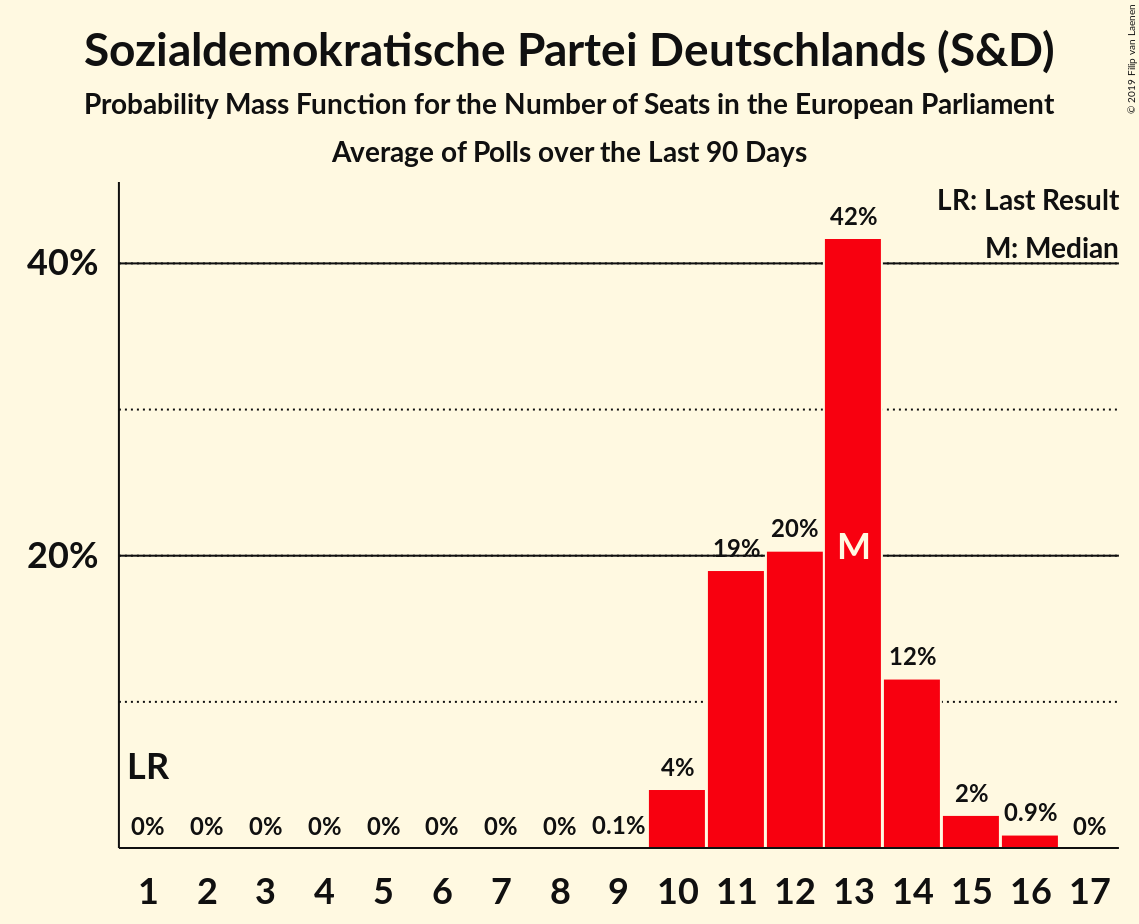 Sozialdemokratische Partei Deutschlands (S&D)
Probability Mass Function for the Number of Seats in the European Parliament
Average of Polls over the Last 90 Days
© 2019 Filip van Laenen
LR: Last Result
M: Median
40%
20%
42%
19%
20%
M
12%
4%
2%
0.9%
LR
0% 0% 0% 0% 0% 0% 0% 0% 0.1% 0%
1 2 3 4 5 6 7 8 9 10 11 12 13 14 15 16 17